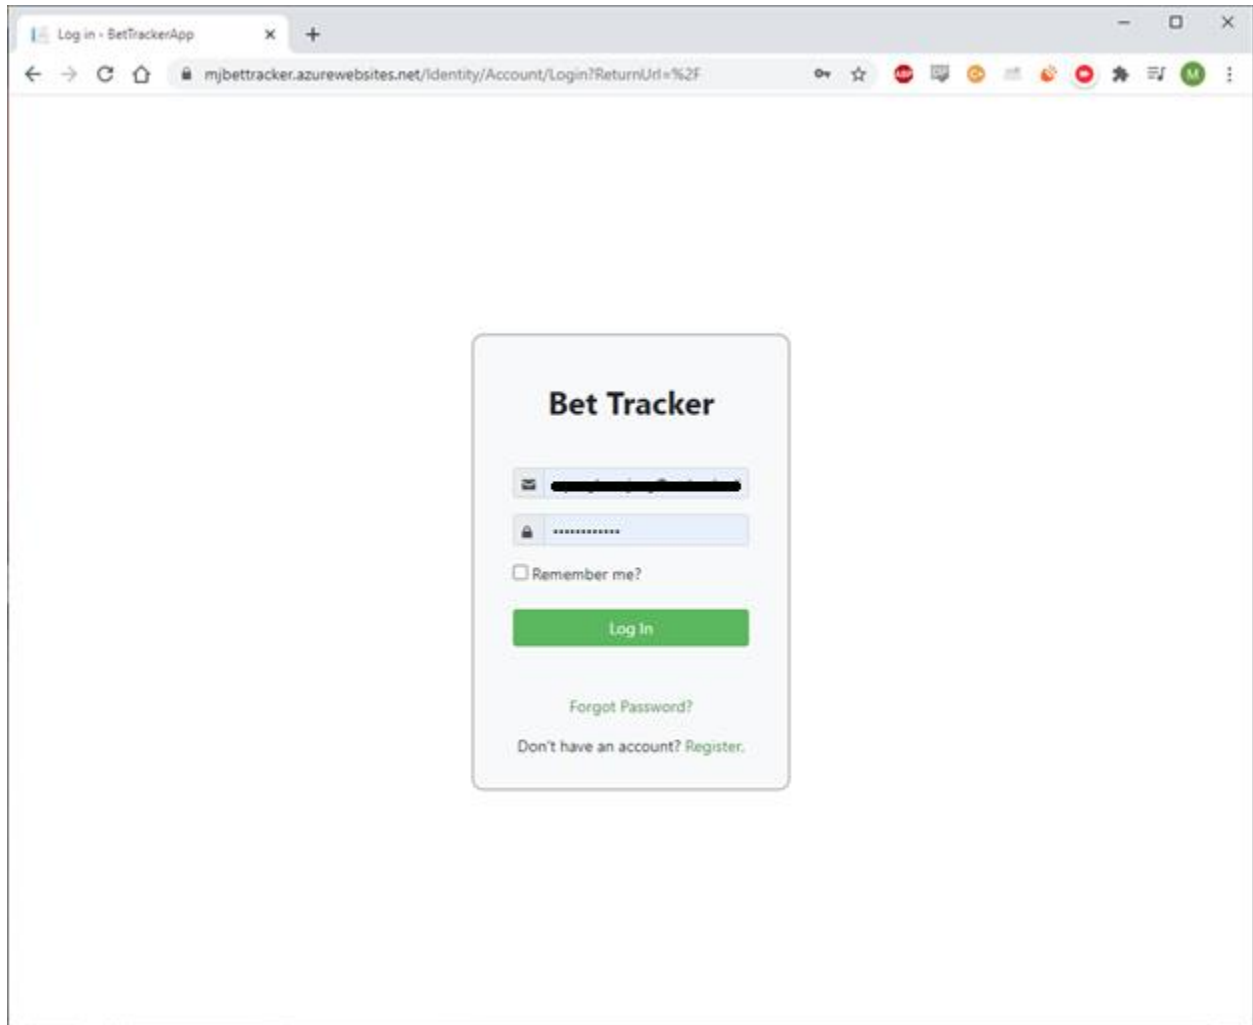 Log in - BetTrackerApp
mjbettracker.azurewebsites.net/Identity/Account/Login?ReturnUrl=%2F
ABP
M
Bet Tracker
••••••••••••
Remember me?
Log In
Forgot Password?
Don't have an account? Register.